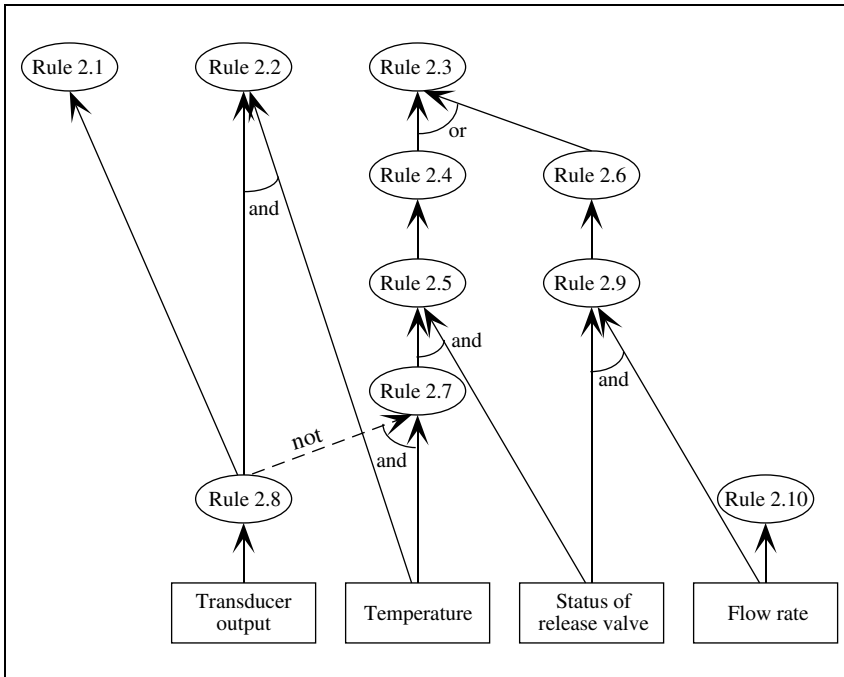 Rule 2.1
Rule 2.2
Rule 2.3
or
Rule 2.4
Rule 2.6
and
Rule 2.5
Rule 2.9
and
and
Rule 2.7
not
and
Rule 2.8
Rule 2.10
Transducer
output
Temperature
Status of
release valve
Flow rate